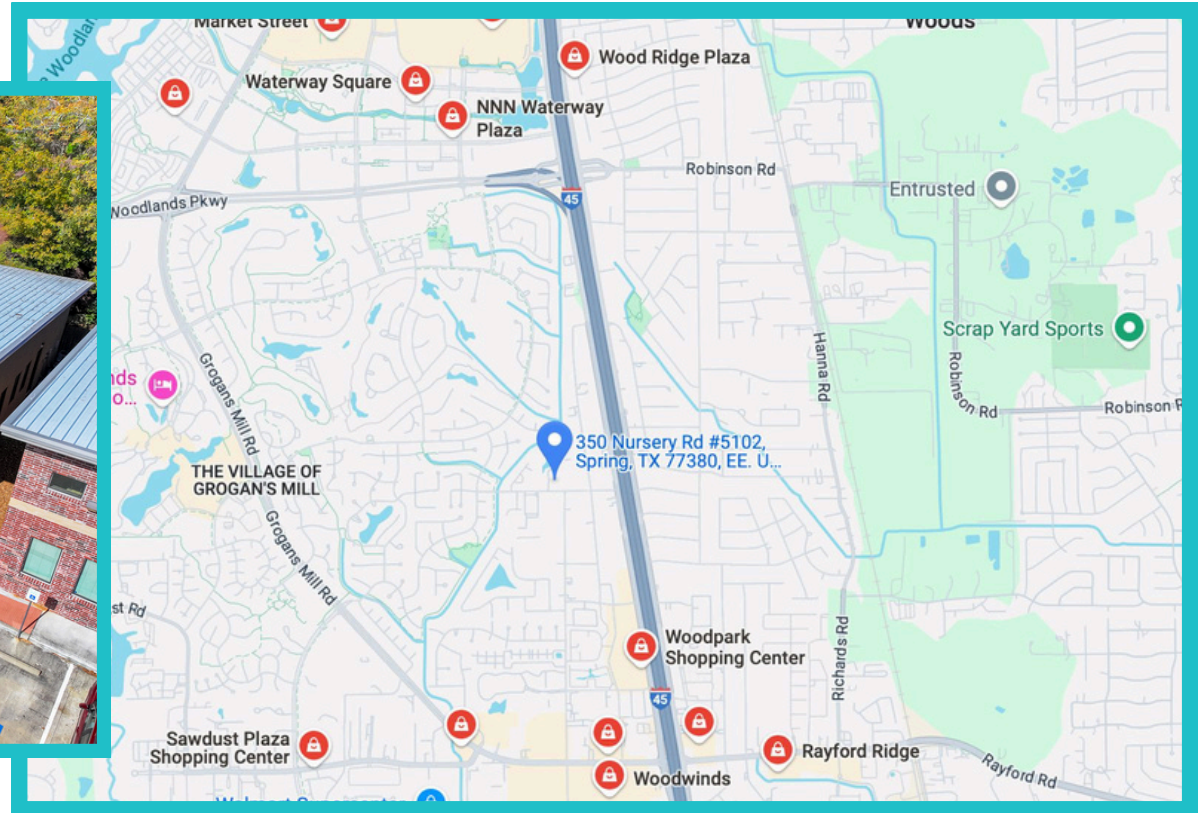 Market Street
Woods
Wood Ridge Plaza
Waterway Square
NNN Waterway
Plaza
Robinson Rd
Woodlands Pkwy
45
Entrusted
Scrap Yard Sports
Hanna Rd
Robinson Rd
Robinson
Grogans Mill Rd
350 Nursery Rd #5102,
Spring, TX 77380, EE. U...
THE VILLAGE OF
GROGAN'S MILL
Grogans Mill Rd
Woodpark
Shopping Center
Richards Rd
45
Sawdust Plaza
Shopping Center
Rayford Ridge
Woodwinds
Rayford Rd